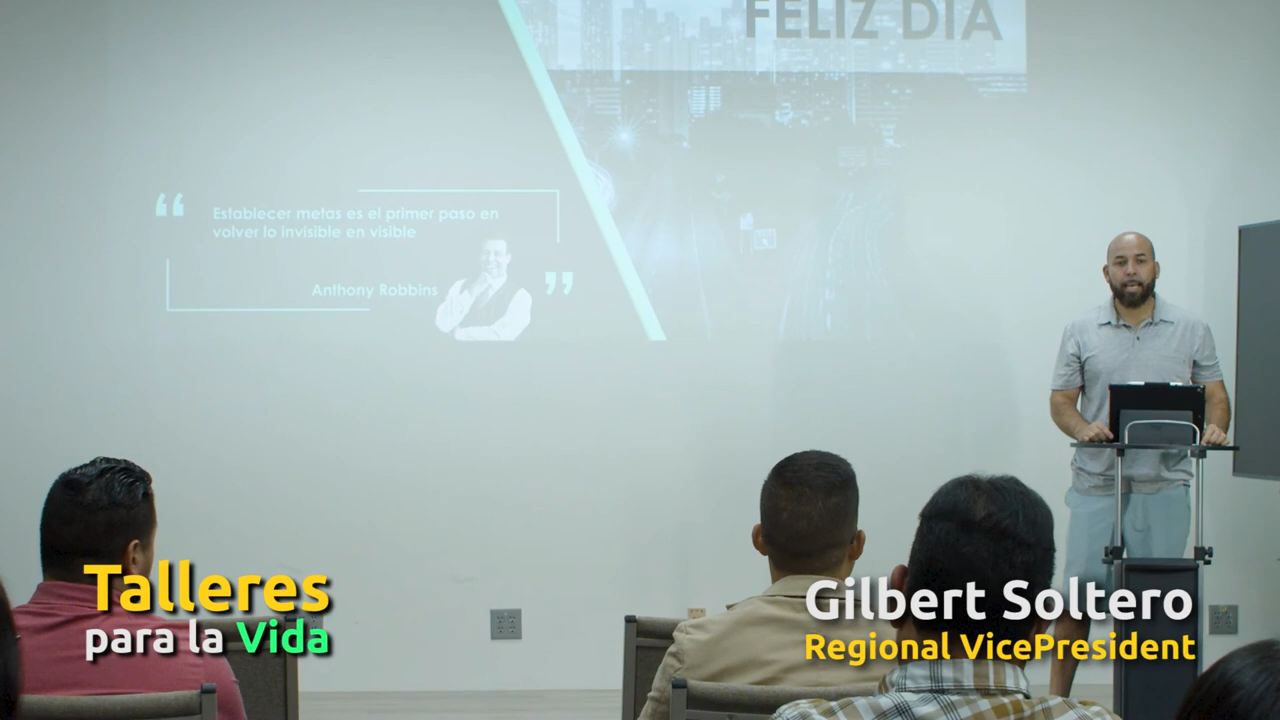 FELIZ DÍA
Establecer metas es el primer paso en
volver lo invisible en visible
Anthony Robbins
Talleres
para la Vida
Gilbert Soltero
Regional VicePresident